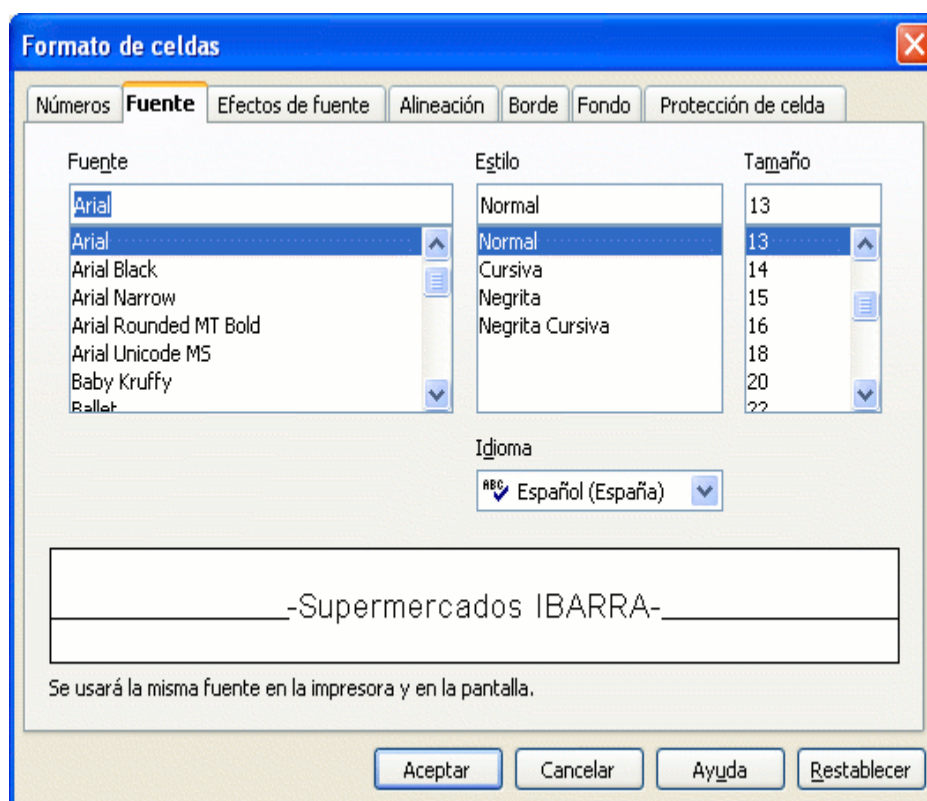 Formato de celdas
Números Fuente Efectos de fuente Alineación Borde Fondo Protección de celda
Fuente Estilo Tamaño
Arial Normal 13
Arial Normal 13
Arial Black Cursiva 14
Arial Narrow Negrita 15
Arial Rounded MT Bold Negrita Cursiva 16
Arial Unicode MS 18
Baby Kruffy 20
Ballet 22
Idioma
ABC Español (España)
-Supermercados IBARRA-
Se usará la misma fuente en la impresora y en la pantalla.
Aceptar Cancelar Ayuda Restablecer